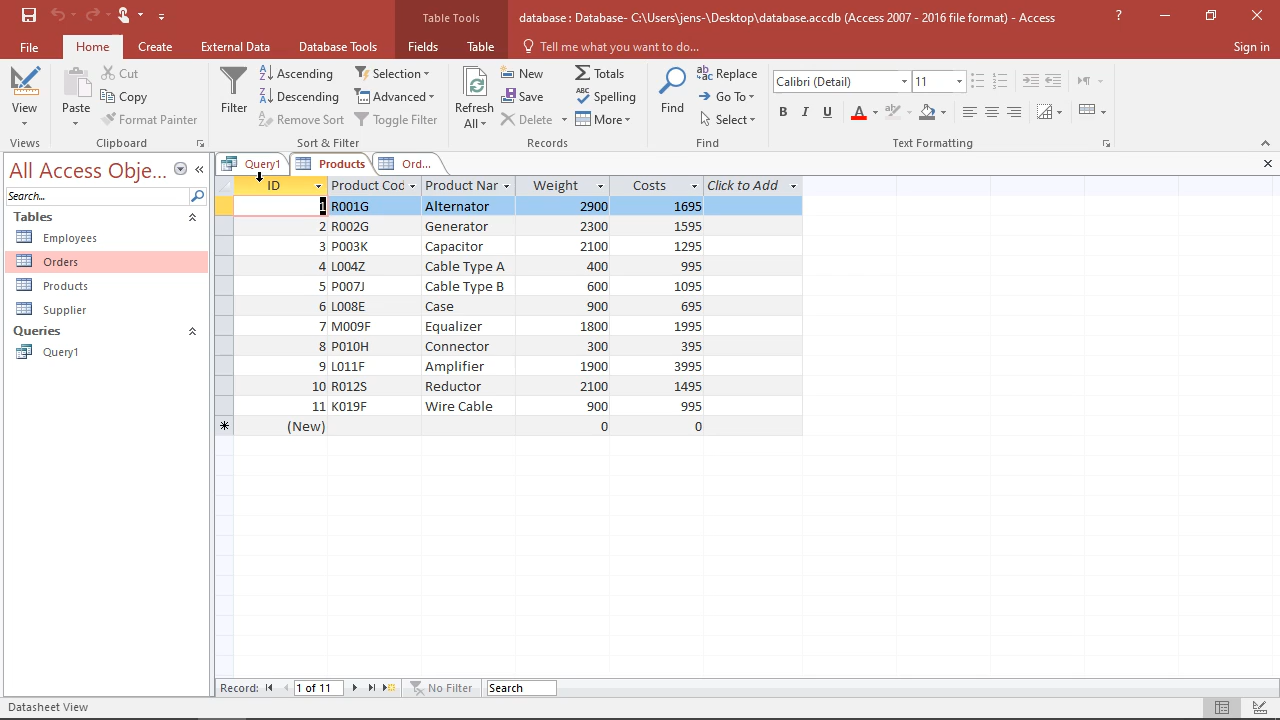 Table Tools
database : Database- C:\Users\jens-\Desktop\database.accdb (Access 2007 - 2016 file format) - Access
?
File Home Create External Data Database Tools Fields Table Tell me what you want to do... Sign in
View
Views
Paste
Cut
Copy
Format Painter
Clipboard
Filter
Ascending
Descending
Remove Sort
Selection
Advanced
Toggle Filter
Sort & Filter
Refresh All
New
Save
Delete
Totals
Spelling
More
Records
Find
Replace
Go To
Select
Find
Calibri (Detail) 11
B I U A
Text Formatting
All Access Obje...
Search...
Tables
Employees
Orders
Products
Supplier
Queries
Query1
Query1 Products Ord...
ID Product Cod Product Nar Weight Costs Click to Add
1 R001G Alternator 2900 1695
2 R002G Generator 2300 1595
3 P003K Capacitor 2100 1295
4 L004Z Cable Type A 400 995
5 P007J Cable Type B 600 1095
6 L008E Case 900 695
7 M009F Equalizer 1800 1995
8 P010H Connector 300 395
9 L011F Amplifier 1900 3995
10 R012S Reductor 2100 1495
11 K019F Wire Cable 900 995
(New) 0 0
Record: 1 of 11 No Filter Search
Datasheet View